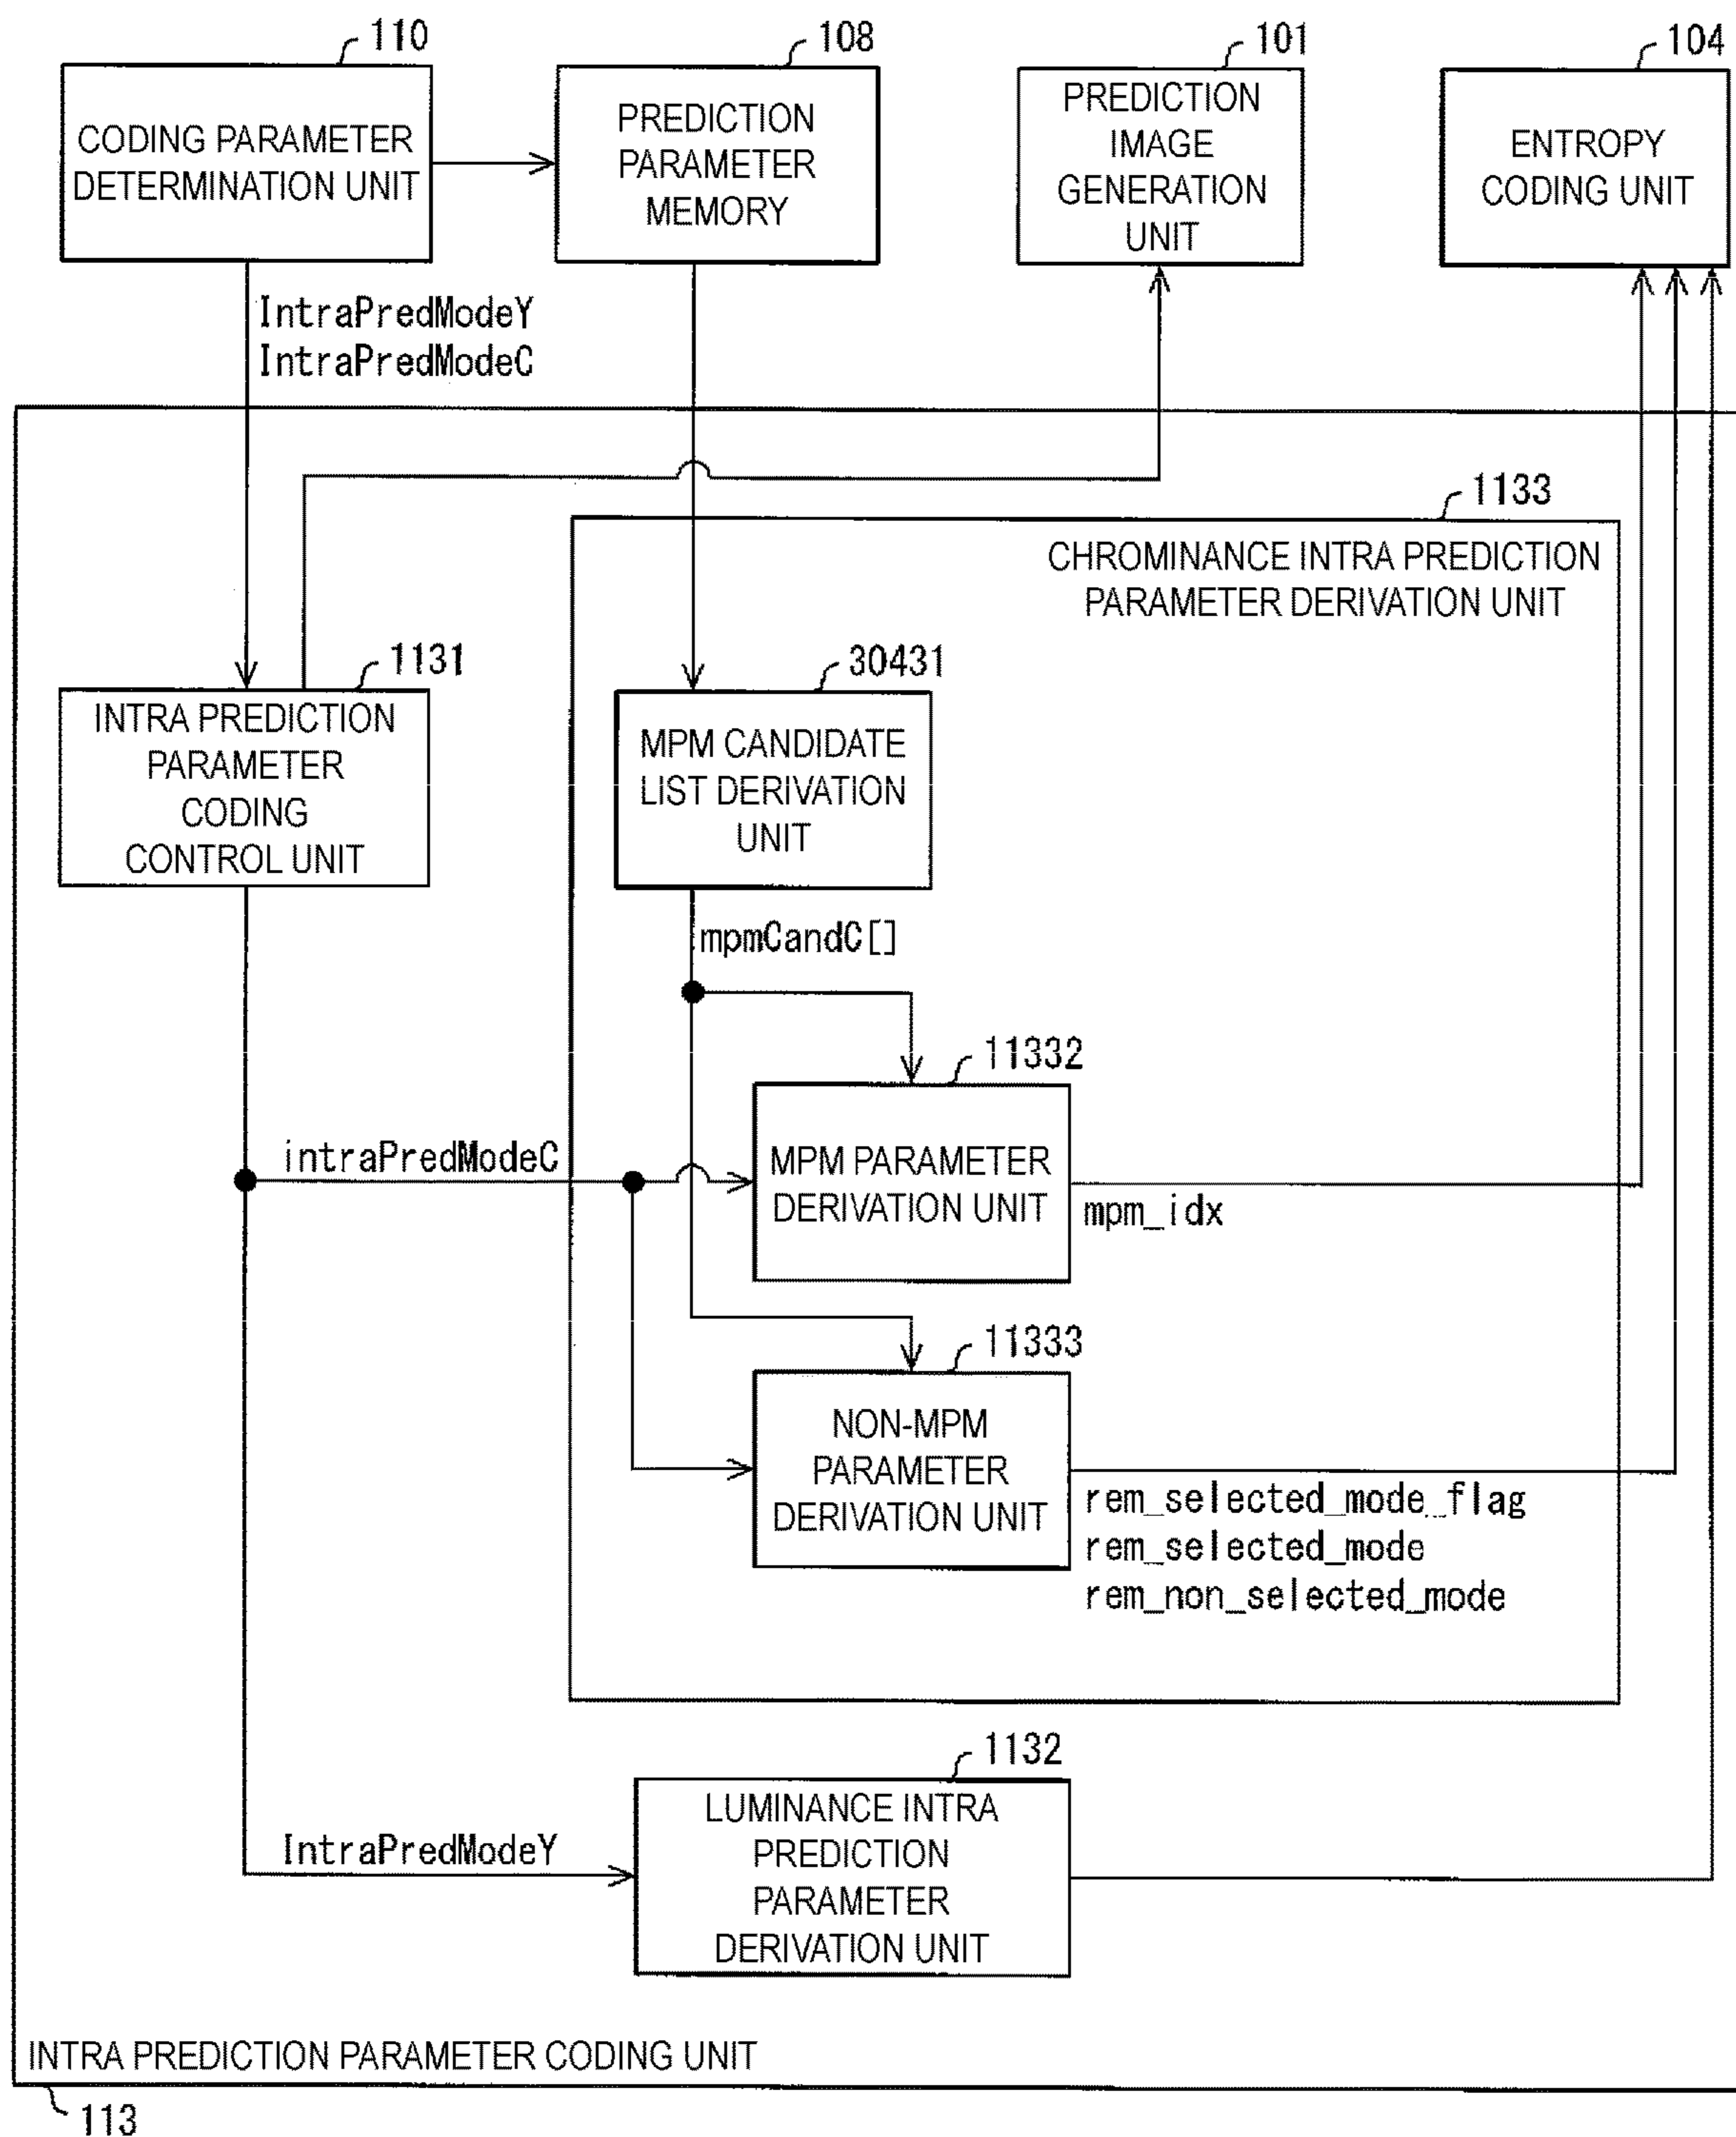 110
108
101
104
CODING PARAMETER
DETERMINATION UNIT
PREDICTION
PARAMETER
MEMORY
PREDICTION
IMAGE
GENERATION
UNIT
ENTROPY
CODING UNIT
IntraPredModeY
IntraPredModeC
1133
CHROMINANCE INTRA PREDICTION
PARAMETER DERIVATION UNIT
1131
INTRA PREDICTION
PARAMETER
CODING
CONTROL UNIT
30431
MPM CANDIDATE
LIST DERIVATION
UNIT
mpmCandC[]
11332
intraPredModeC
MPM PARAMETER
DERIVATION UNIT
mpm_idx
11333
NON-MPM
PARAMETER
DERIVATION UNIT
rem_selected_mode_flag
rem_selected_mode
rem_non_selected_mode
1132
IntraPredModeY
LUMINANCE INTRA
PREDICTION
PARAMETER
DERIVATION UNIT
INTRA PREDICTION PARAMETER CODING UNIT
113